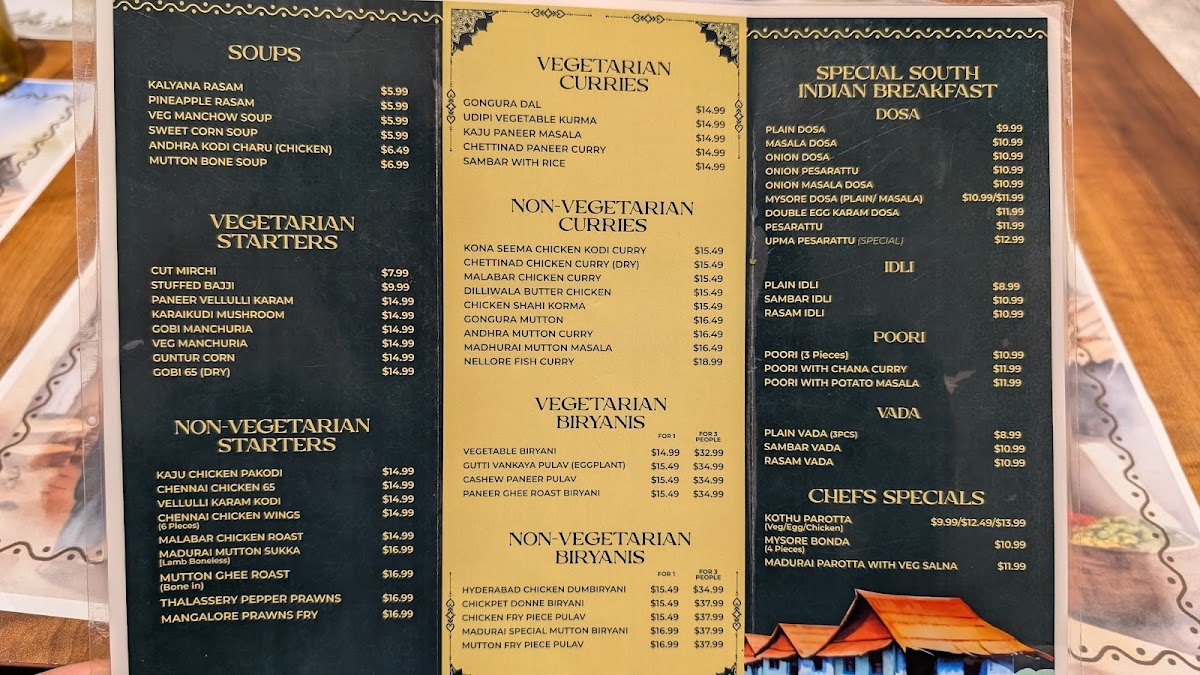 SOUPS
KALYANA RASAM $5.99
PINEAPPLE RASAM $5.99
VEG MANCHOW SOUP $5.99
SWEET CORN SOUP $5.99
ANDHRA KODI CHARU (CHICKEN) $6.49
MUTTON BONE SOUP $6.99
VEGETARIAN
STARTERS
CUT MIRCHI $7.99
STUFFED BAJJI $9.99
PANEER VELLULLI KARAM $14.99
KARAIKUDI MUSHROOM $14.99
GOBI MANCHURIA $14.99
VEG MANCHURIA $14.99
GUNTUR CORN $14.99
GOBI 65 (DRY) $14.99
NON-VEGETARIAN
STARTERS
KAJU CHICKEN PAKODI $14.99
CHENNAI CHICKEN 65 $14.99
VELLULLI KARAM KODI $14.99
CHENNAI CHICKEN WINGS $14.99
(6 Pieces)
MALABAR CHICKEN ROAST $14.99
MADURAI MUTTON SUKKA $16.99
[Lamb Boneless)
MUTTON GHEE ROAST $16.99
(Bone in)
THALASSERY PEPPER PRAWNS $16.99
MANGALORE PRAWNS FRY $16.99
VEGETARIAN
CURRIES
GONGURA DAL $14.99
UDIPI VEGETABLE KURMA $14.99
KAJU PANEER MASALA $14.99
CHETTINAD PANEER CURRY $14.99
SAMBAR WITH RICE $14.99
NON-VEGETARIAN
CURRIES
KONA SEEMA CHICKEN KODI CURRY $15.49
CHETTINAD CHICKEN CURRY (DRY) $15.49
MALABAR CHICKEN CURRY $15.49
DILLIWALA BUTTER CHICKEN $15.49
CHICKEN SHAHI KORMA $15.49
GONGURA MUTTON $16.49
ANDHRA MUTTON CURRY $16.49
MADHURAI MUTTON MASALA $16.49
NELLORE FISH CURRY $18.99
VEGETARIAN
BIRYANIS
FOR 1 FOR 3
PEOPLE
VEGETABLE BIRYANI $14.99 $32.99
GUTTI VANKAYA PULAV (EGGPLANT) $15.49 $34.99
CASHEW PANEER PULAV $15.49 $34.99
PANEER GHEE ROAST BIRYANI $15.49 $34.99
NON-VEGETARIAN
BIRYANIS
FOR 1 FOR 3
PEOPLE
HYDERABAD CHICKEN DUMBIRYANI $15.49 $34.99
CHICKPET DONNE BIRYANI $15.49 $37.99
CHICKEN FRY PIECE PULAV $15.49 $37.99
MADURAI SPECIAL MUTTON BIRYANI $16.99 $37.99
MUTTON FRY PIECE PULAV $16.99 $37.99
SPECIAL SOUTH
INDIAN BREAKFAST
DOSA
PLAIN DOSA $9.99
MASALA DOSA $10.99
ONION DOSA $10.99
ONION PESARATTU $10.99
ONION MASALA DOSA $10.99
MYSORE DOSA (PLAIN/ MASALA) $10.99/$11.99
DOUBLE EGG KARAM DOSA $11.99
PESARATTU $11.99
UPMA PESARATTU (SPECIAL) $12.99
IDLI
PLAIN IDLI $8.99
SAMBAR IDLI $10.99
RASAM IDLI $10.99
POORI
POORI (3 Pieces) $10.99
POORI WITH CHANA CURRY $11.99
POORI WITH POTATO MASALA $11.99
VADA
PLAIN VADA (3PCS) $8.99
SAMBAR VADA $10.99
RASAM VADA $10.99
CHEFS SPECIALS
KOTHU PAROTTA $9.99/$12.49/$13.99
(Veg/Egg/Chicken)
MYSORE BONDA $10.99
(4 Pieces)
MADURAI PAROTTA WITH VEG SALNA $11.99